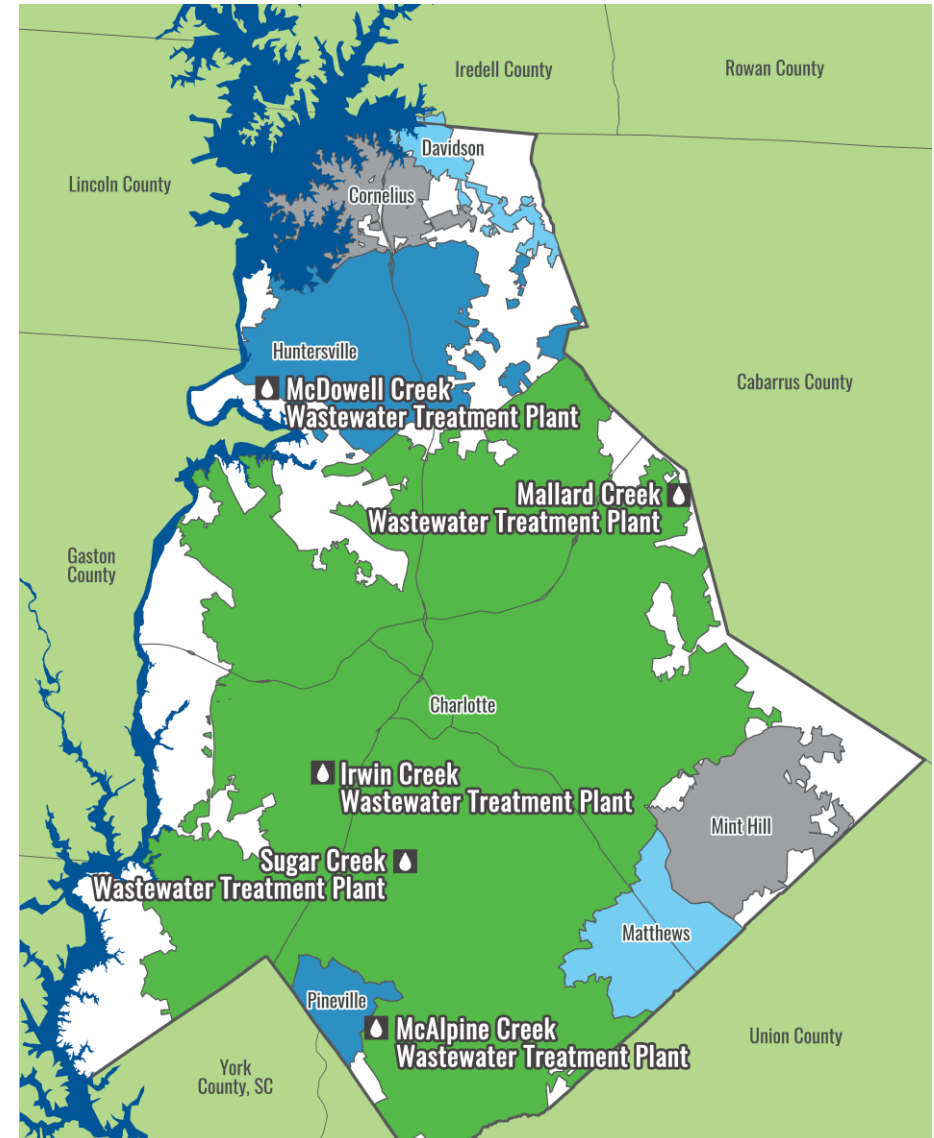 Iredell County
Rowan County
Davidson
Lincoln County
Cornelius
Huntersville
Cabarrus County
McDowell Creek
Wastewater Treatment Plant
Mallard Creek
Wastewater Treatment Plant
Gaston
County
Charlotte
Irwin Creek
Wastewater Treatment Plant
Mint Hill
Sugar Creek
Wastewater Treatment Plant
Matthews
Pineville
McAlpine Creek
Wastewater Treatment Plant
Union County
York
County, SC